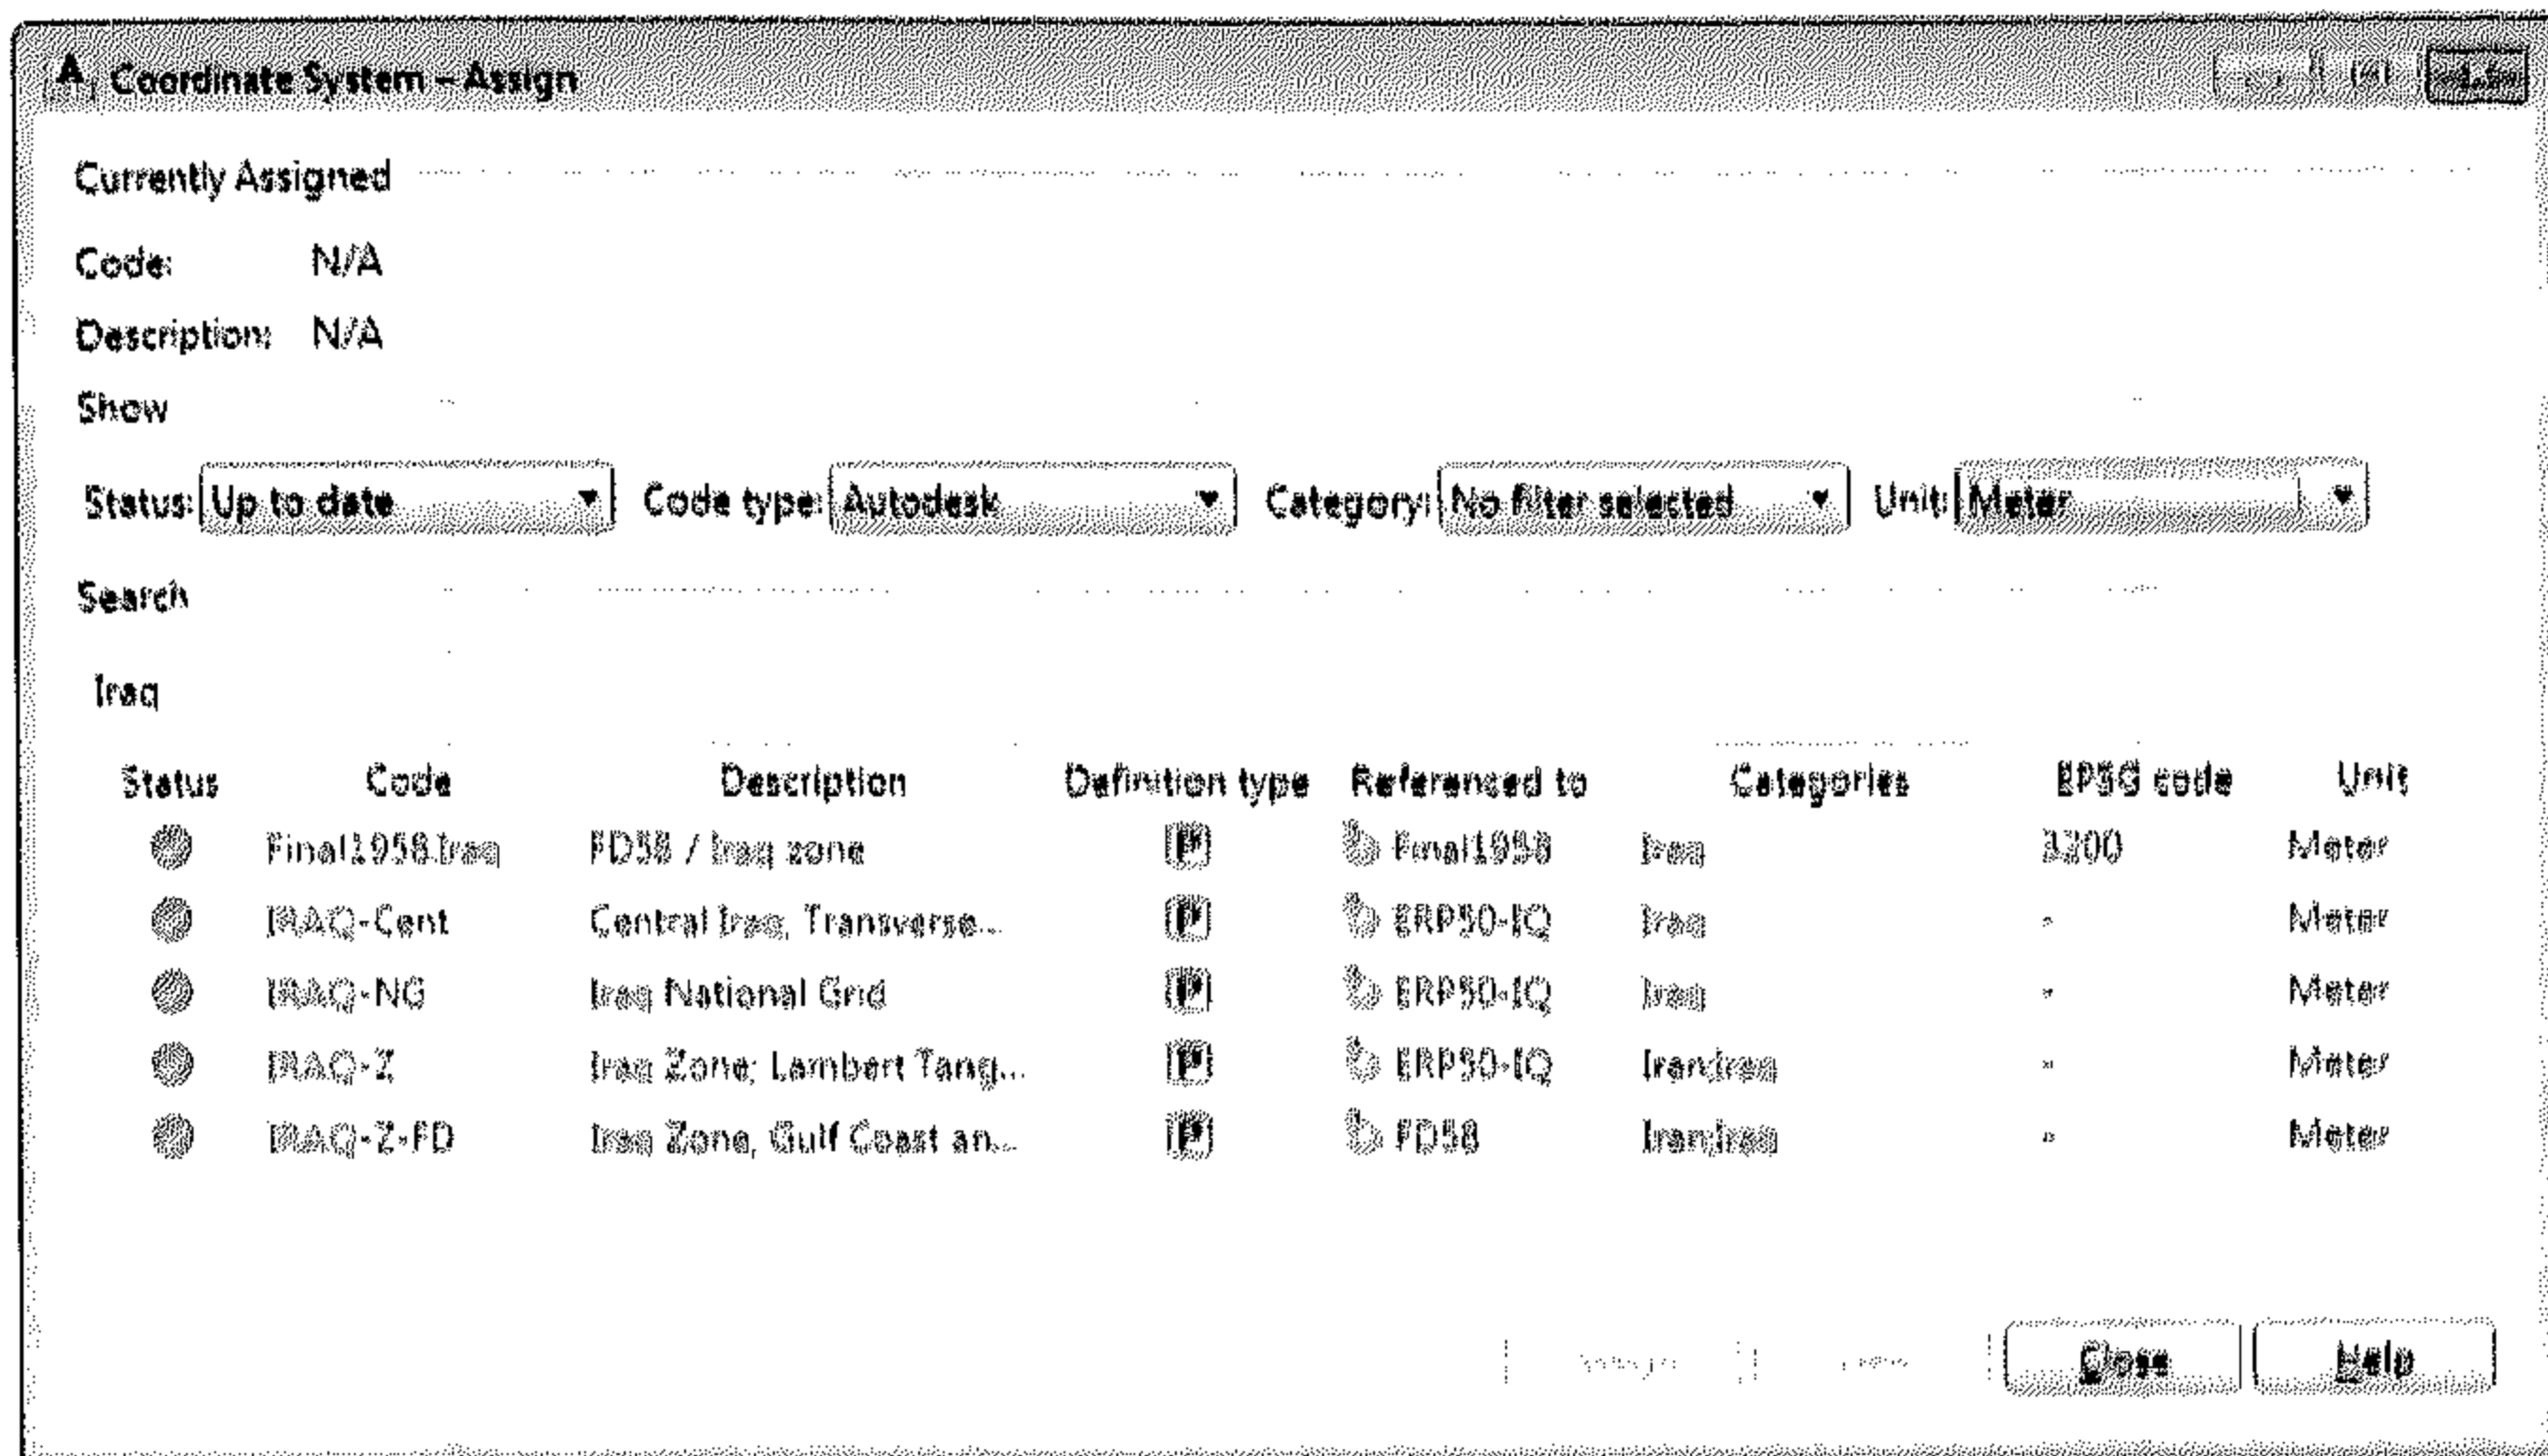 Coordinate System – Assign
Currently Assigned
Code: N/A
Description: N/A
Show
Status: Up to date Code type: Autodesk Category: No filter selected Unit: Meter
Search
Iraq
Status Code Description Definition type Referenced to Categories EPSG code Unit
Final1958.Iraq FD58 / Iraq zone P Final1958 Iraq 3200 Meter
IRAQ-Cent Central Iraq, Transverse... P ERP50-IQ Iraq - Meter
IRAQ-NG Iraq National Grid P ERP50-IQ Iraq - Meter
IRAQ-Z Iraq Zone; Lambert Tang... P ERP50-IQ Iran;Iraq - Meter
IRAQ-Z-FD Iraq Zone, Gulf Coast an... P FD58 Iran;Iraq - Meter
Close Help